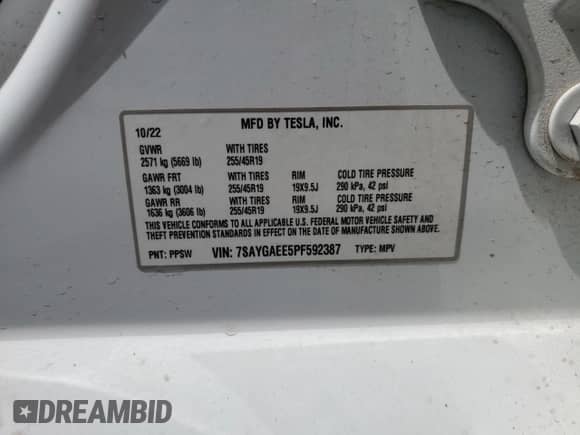 10/22 MFD BY TESLA, INC.
GVWR WITH TIRES
2571 kg (5669 lb) 255/45R19
GAWR FRT WITH TIRES RIM COLD TIRE PRESSURE
1363 kg (3004 lb) 255/45R19 19X9.5J 290 kPa, 42 psi
GAWR RR WITH TIRES RIM COLD TIRE PRESSURE
1636 kg (3606 lb) 255/45R19 19X9.5J 290 kPa, 42 psi
THIS VEHICLE CONFORMS TO ALL APPLICABLE U.S. FEDERAL MOTOR VEHICLE SAFETY AND
THEFT PREVENTION STANDARDS IN EFFECT ON THE DATE OF MANUFACTURE SHOWN ABOVE.
PNT: PPSW VIN: 7SAYGAEE5PF592387 TYPE: MPV
DREAMBID